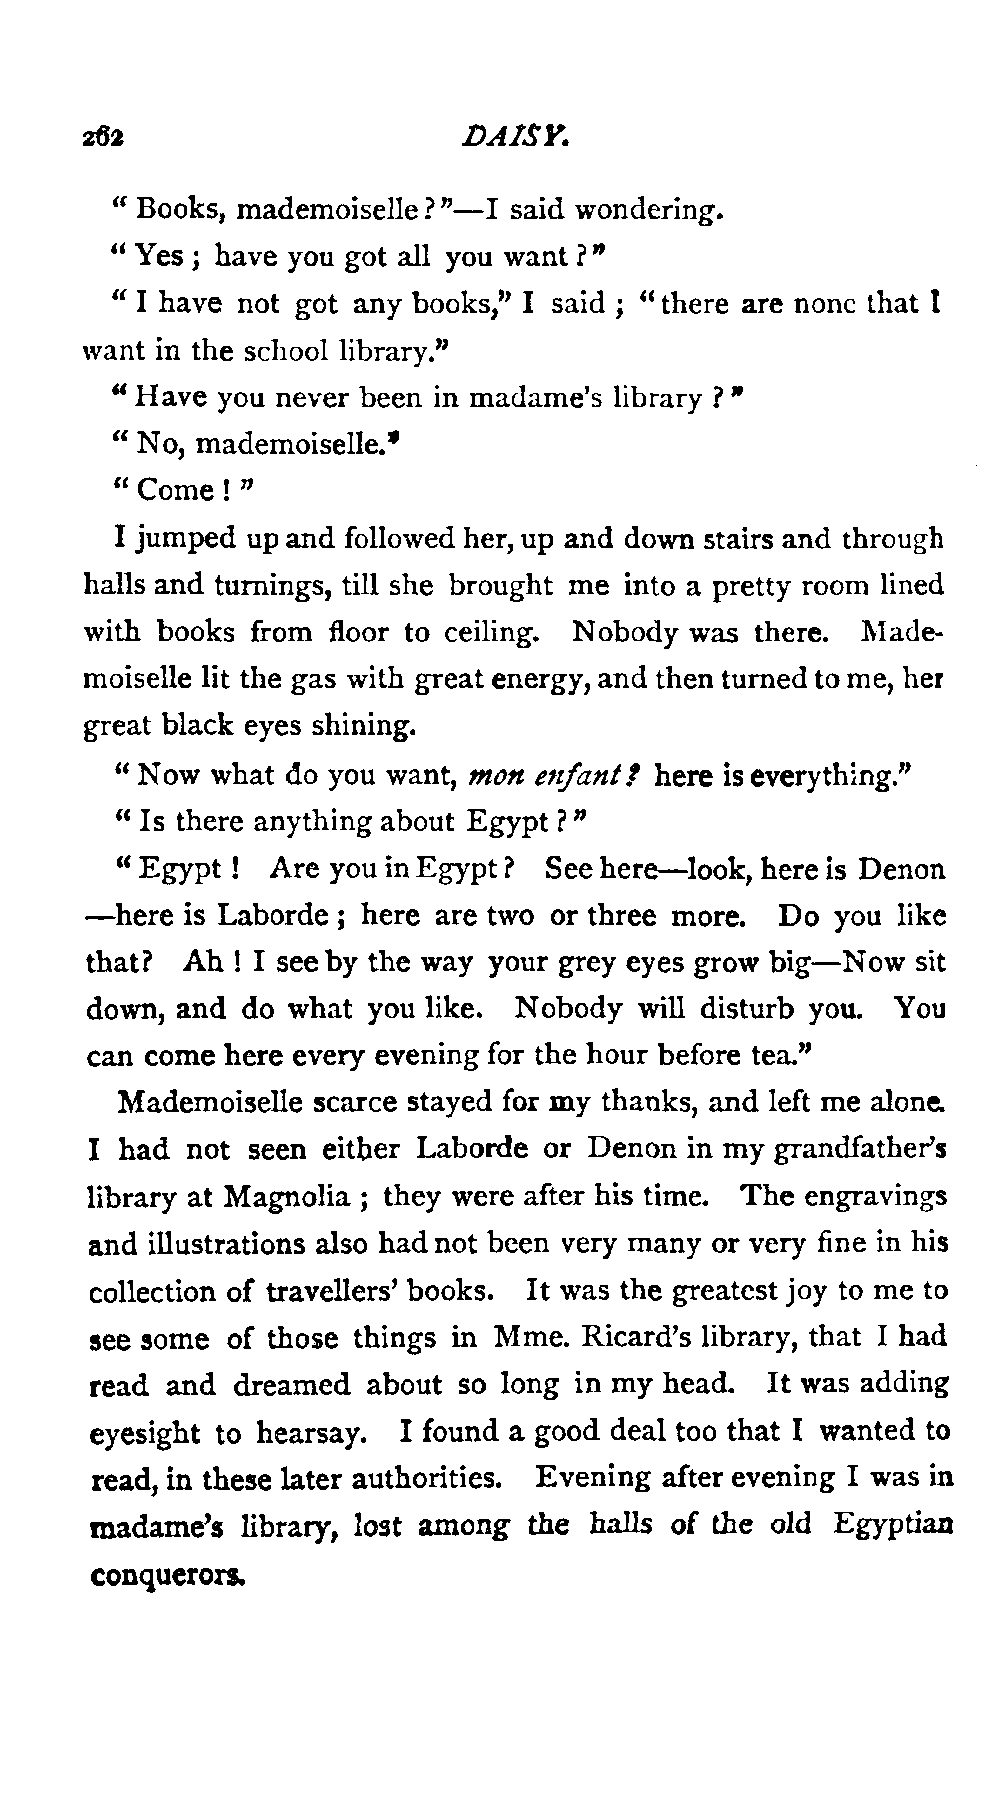 262 DAISY.
" Books, mademoiselle ? "—I said wondering.
" Yes ; have you got all you want ? "
" I have not got any books," I said ; " there are none that I
want in the school library."
" Have you never been in madame's library ? "
" No, mademoiselle."
" Come ! "
I jumped up and followed her, up and down stairs and through
halls and turnings, till she brought me into a pretty room lined
with books from floor to ceiling. Nobody was there. Made-
moiselle lit the gas with great energy, and then turned to me, her
great black eyes shining.
" Now what do you want, mon enfant ? here is everything."
" Is there anything about Egypt ? "
" Egypt ! Are you in Egypt ? See here—look, here is Denon
—here is Laborde ; here are two or three more. Do you like
that? Ah ! I see by the way your grey eyes grow big—Now sit
down, and do what you like. Nobody will disturb you. You
can come here every evening for the hour before tea."
Mademoiselle scarce stayed for my thanks, and left me alone.
I had not seen either Laborde or Denon in my grandfather's
library at Magnolia ; they were after his time. The engravings
and illustrations also had not been very many or very fine in his
collection of travellers' books. It was the greatest joy to me to
see some of those things in Mme. Ricard's library, that I had
read and dreamed about so long in my head. It was adding
eyesight to hearsay. I found a good deal too that I wanted to
read, in these later authorities. Evening after evening I was in
madame's library, lost among the halls of the old Egyptian
conquerors.